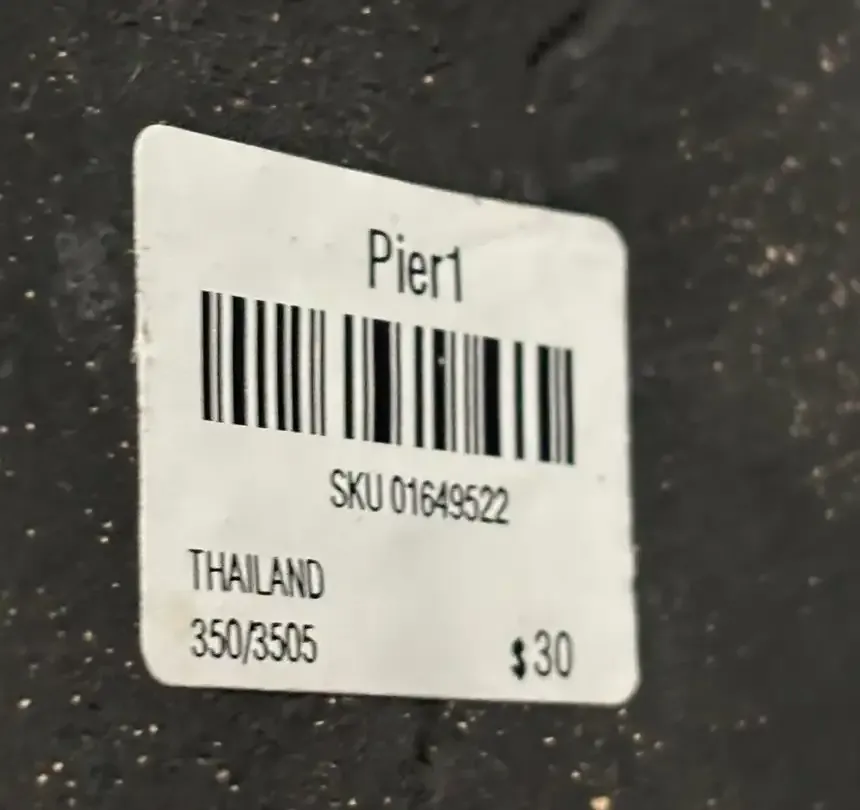 Pier1
SKU 01649522
THAILAND
350/3505
$30